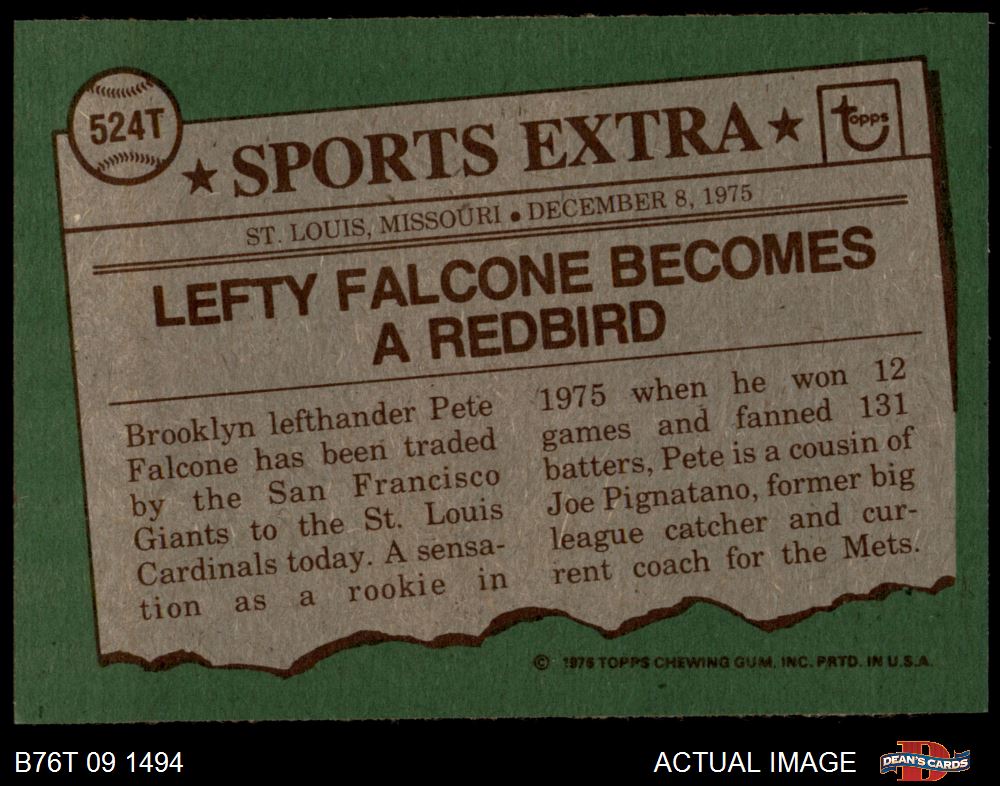 524T
★ SPORTS EXTRA ★
topps
ST. LOUIS, MISSOURI • DECEMBER 8, 1975
LEFTY FALCONE BECOMES
A REDBIRD
Brooklyn lefthander Pete
Falcone has been traded
by the San Francisco
Giants to the St. Louis
Cardinals today. A sensa-
tion as a rookie in
1975 when he won 12
games and fanned 131
batters, Pete is a cousin of
Joe Pignatano, former big
league catcher and cur-
rent coach for the Mets.
© 1976 TOPPS CHEWING GUM, INC. PRTD. IN U.S.A.
B76T 09 1494
ACTUAL IMAGE
D
DEAN'S CARDS